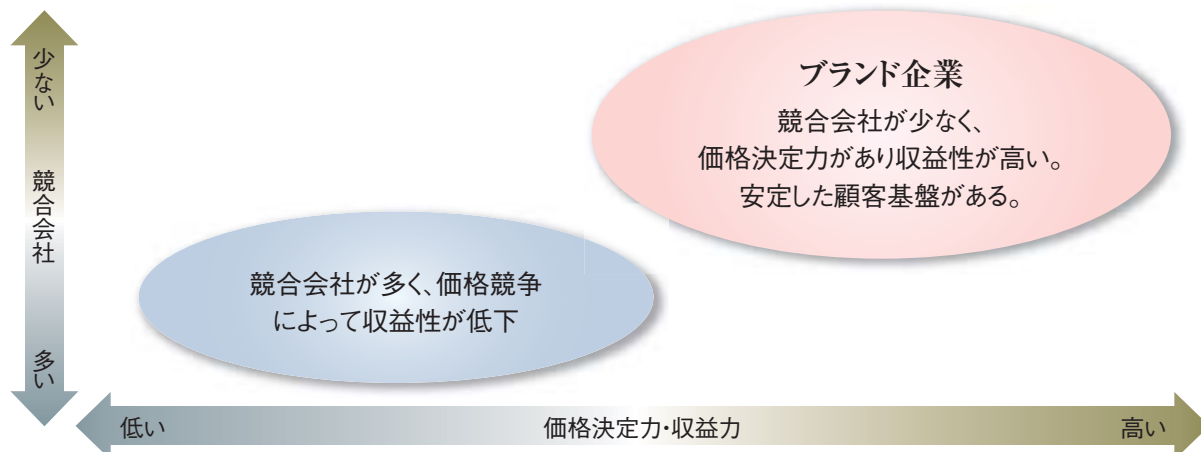 少ない
競合会社
多い
ブランド企業
競合会社が少なく、
価格決定力があり収益性が高い。
安定した顧客基盤がある。
競合会社が多く、価格競争
によって収益性が低下
低い
価格決定力・収益力
高い